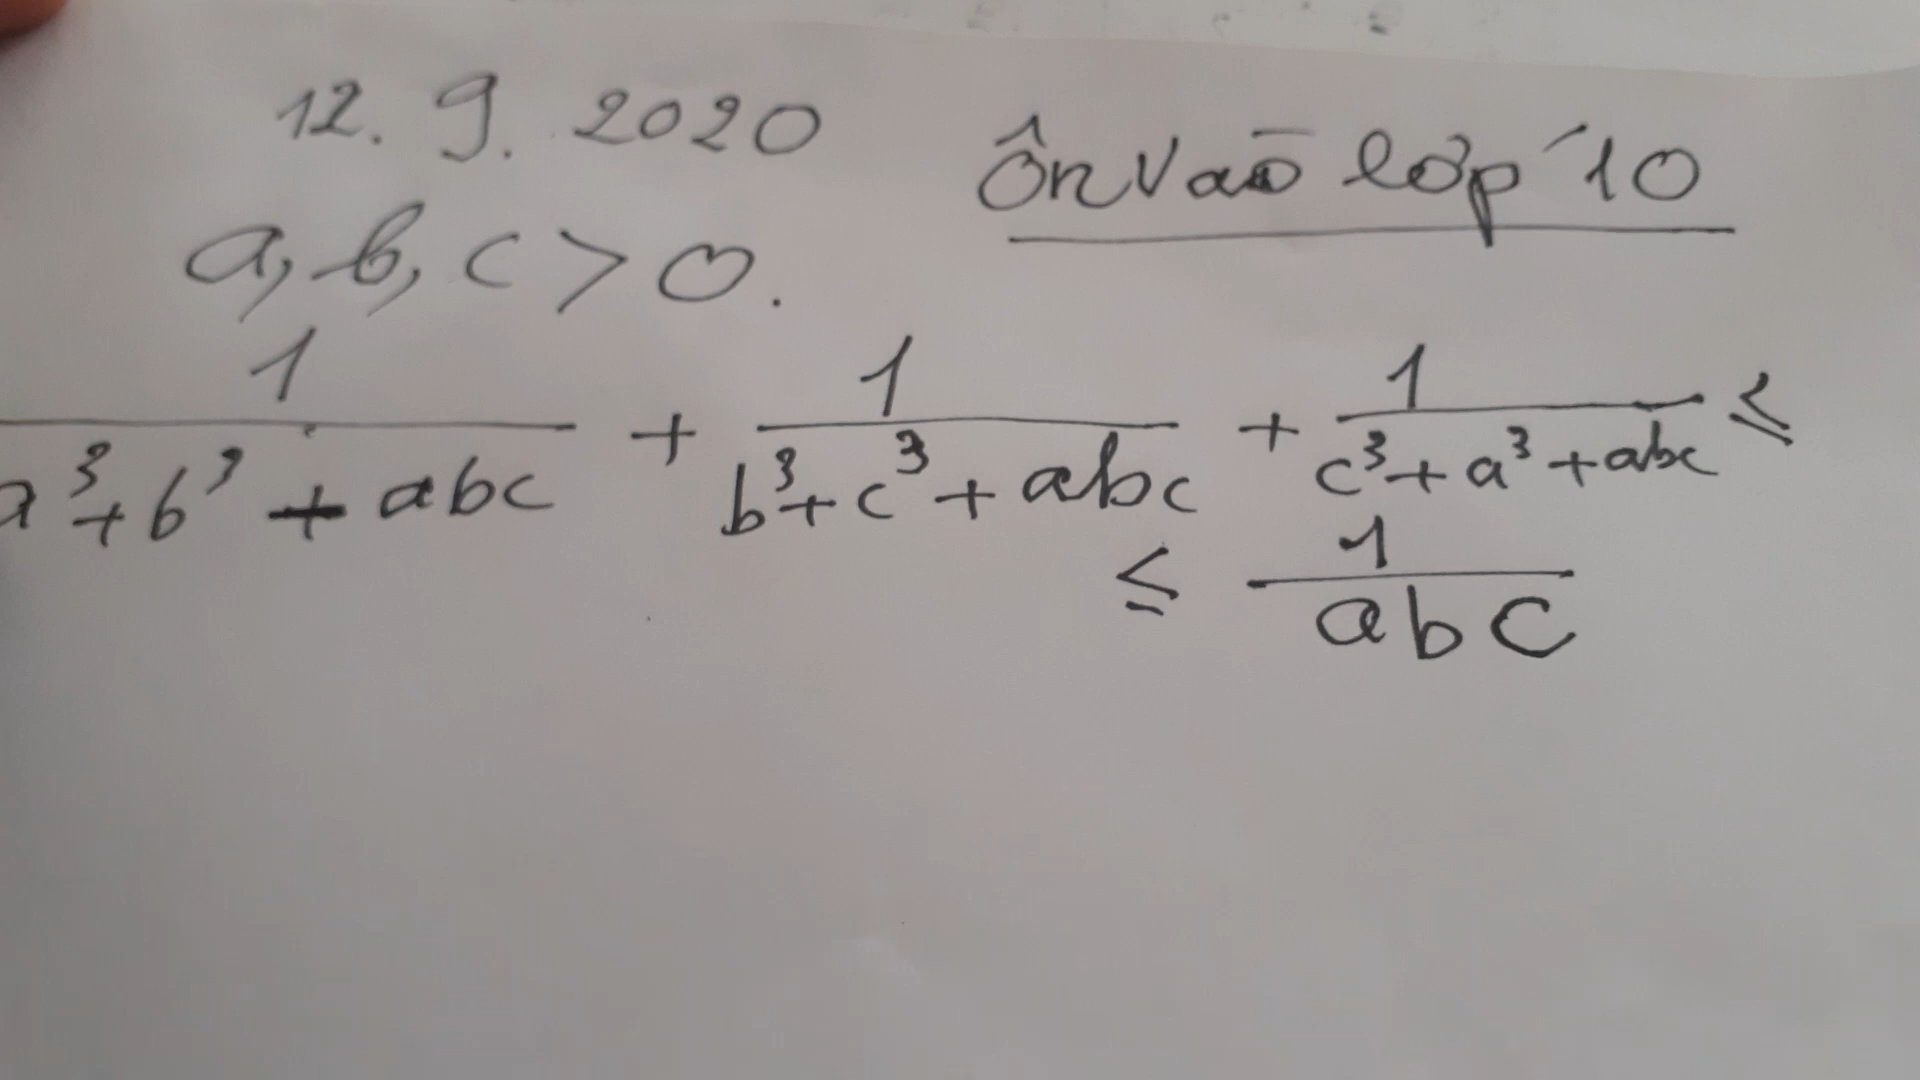 12. 9. 2020
Ôn Vào lớp 10
a, b, c > 0.
1/(a³+b³+abc) + 1/(b³+c³+abc) + 1/(c³+a³+abc) ≤
≤ 1/(abc)